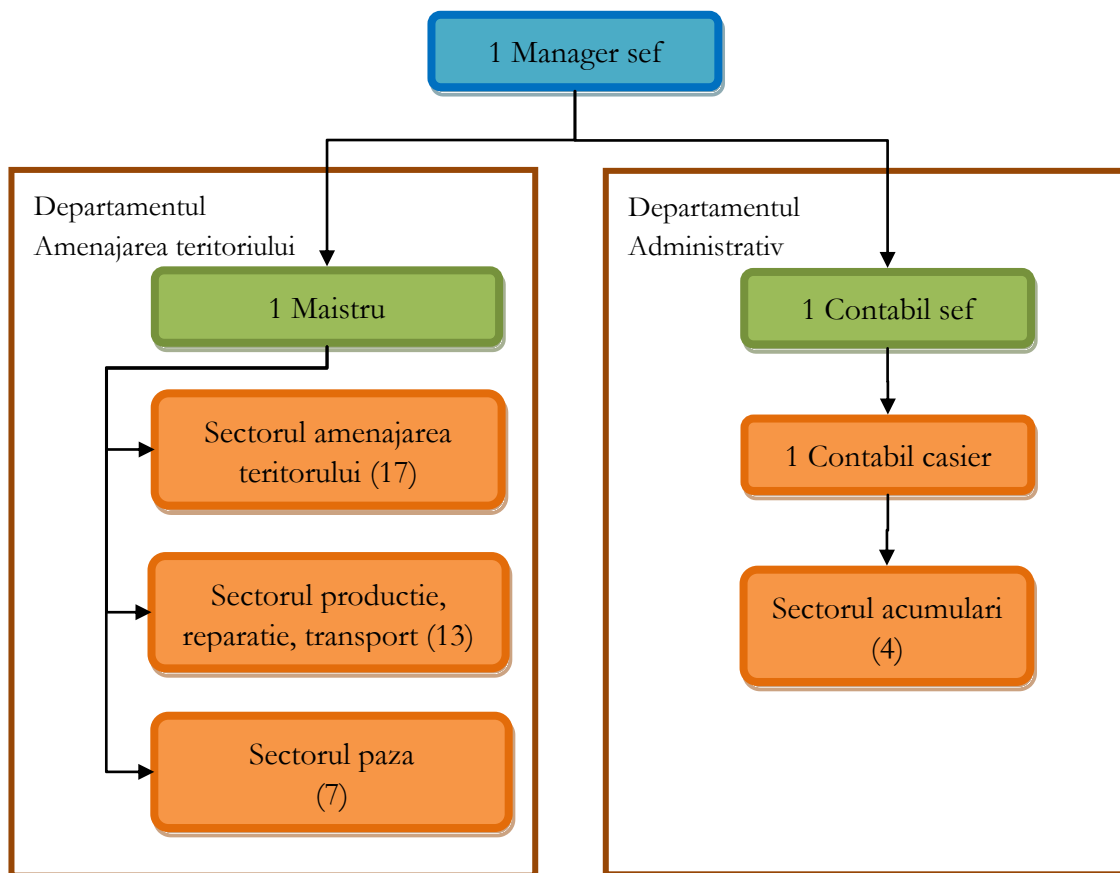 1 Manager sef
Departamentul
Amenajarea teritoriului
1 Maistru
Sectorul amenajarea
teritorului (17)
Sectorul productie,
reparatie, transport (13)
Sectorul paza
(7)
Departamentul
Administrativ
1 Contabil sef
1 Contabil casier
Sectorul acumulari
(4)